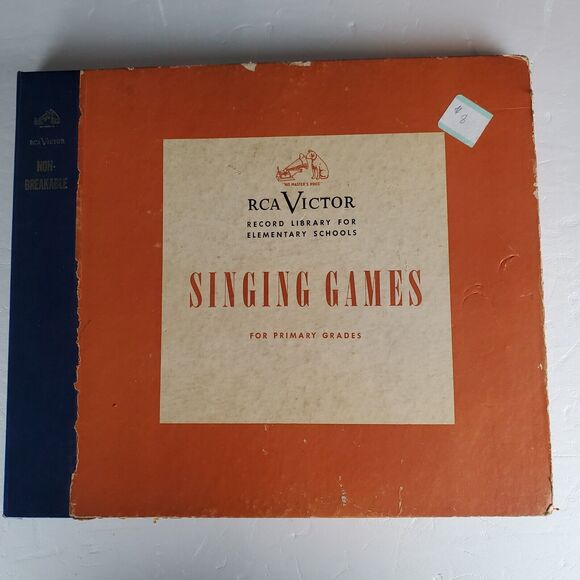 RCA VICTOR
NON-
BREAKABLE
# 8
"HIS MASTER'S VOICE"
RCA VICTOR
RECORD LIBRARY FOR
ELEMENTARY SCHOOLS
SINGING GAMES
FOR PRIMARY GRADES